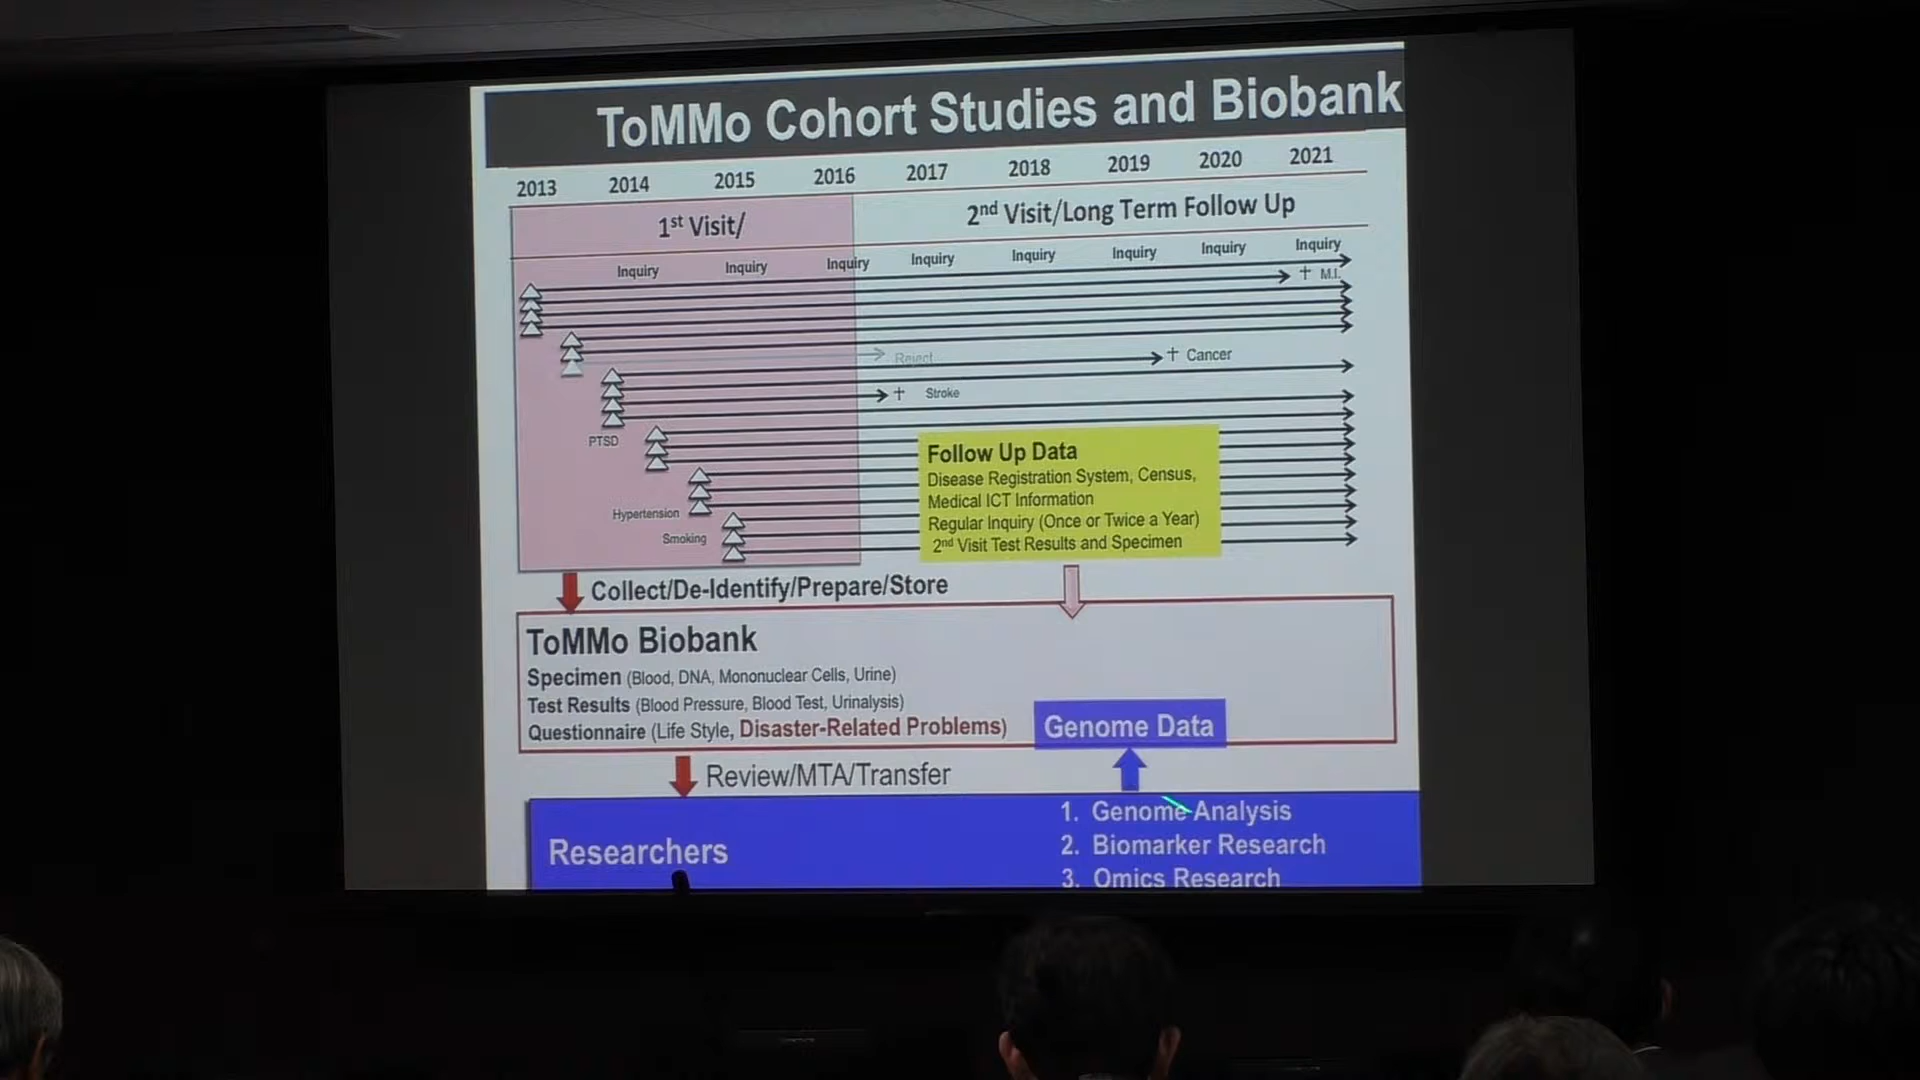 ToMMo Cohort Studies and Biobank
2013 2014 2015 2016 2017 2018 2019 2020 2021
1st Visit/ 2nd Visit/Long Term Follow Up
Inquiry Inquiry Inquiry Inquiry Inquiry Inquiry Inquiry Inquiry
† M.I.
Reject
† Cancer
† Stroke
PTSD
Hypertension
Smoking
Follow Up Data
Disease Registration System, Census,
Medical ICT Information
Regular Inquiry (Once or Twice a Year)
2nd Visit Test Results and Specimen
Collect/De-Identify/Prepare/Store
ToMMo Biobank
Specimen (Blood, DNA, Mononuclear Cells, Urine)
Test Results (Blood Pressure, Blood Test, Urinalysis)
Questionnaire (Life Style, Disaster-Related Problems)
Genome Data
Review/MTA/Transfer
Researchers
1. Genome Analysis
2. Biomarker Research
3. Omics Research